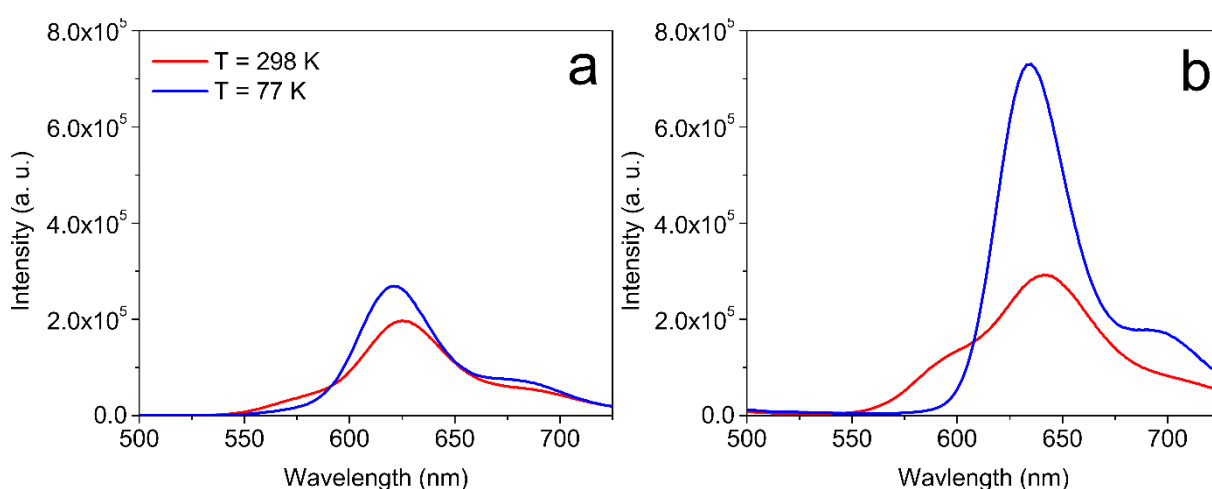 8.0x10⁵
6.0x10⁵
4.0x10⁵
2.0x10⁵
0.0
Intensity (a. u.)
T = 298 K
T = 77 K
a
500 550 600 650 700
Wavelength (nm)
8.0x10⁵
6.0x10⁵
4.0x10⁵
2.0x10⁵
0.0
Intensity (a. u.)
b
500 550 600 650 700
Wavlength (nm)